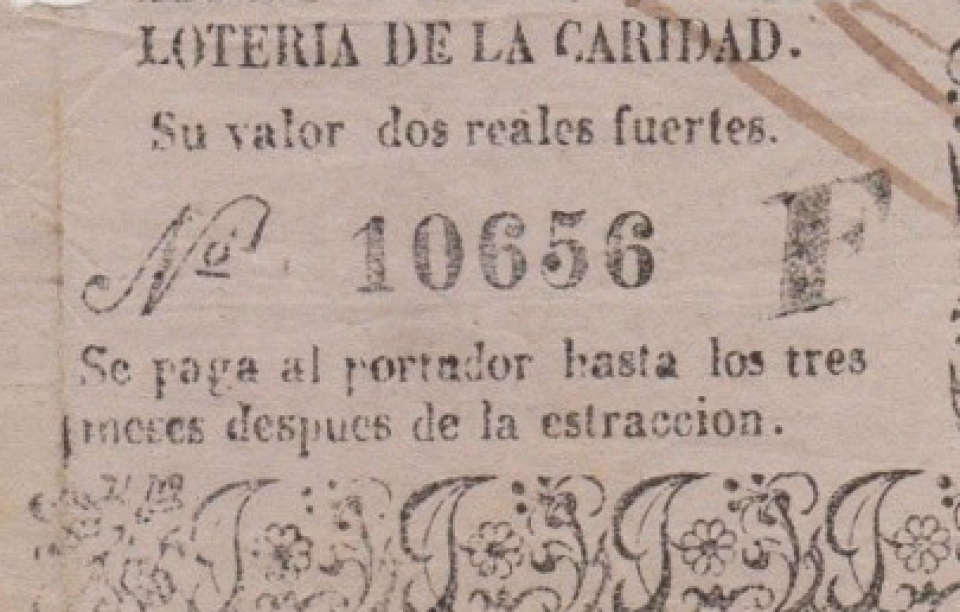 LOTERIA DE LA CARIDAD.
Su valor dos reales fuertes.
Nº 10656 F
Se paga al portador hasta los tres
meses despues de la estraccion.